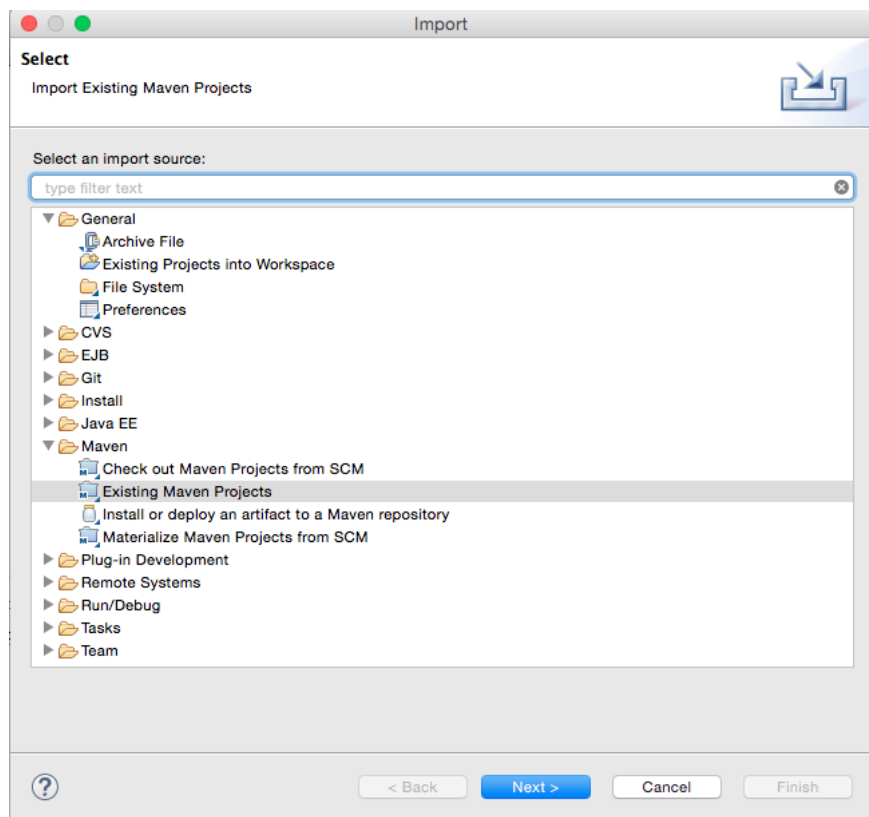 Import
Select
Import Existing Maven Projects
Select an import source:
type filter text
General
Archive File
Existing Projects into Workspace
File System
Preferences
CVS
EJB
Git
Install
Java EE
Maven
Check out Maven Projects from SCM
Existing Maven Projects
Install or deploy an artifact to a Maven repository
Materialize Maven Projects from SCM
Plug-in Development
Remote Systems
Run/Debug
Tasks
Team
? < Back Next > Cancel Finish